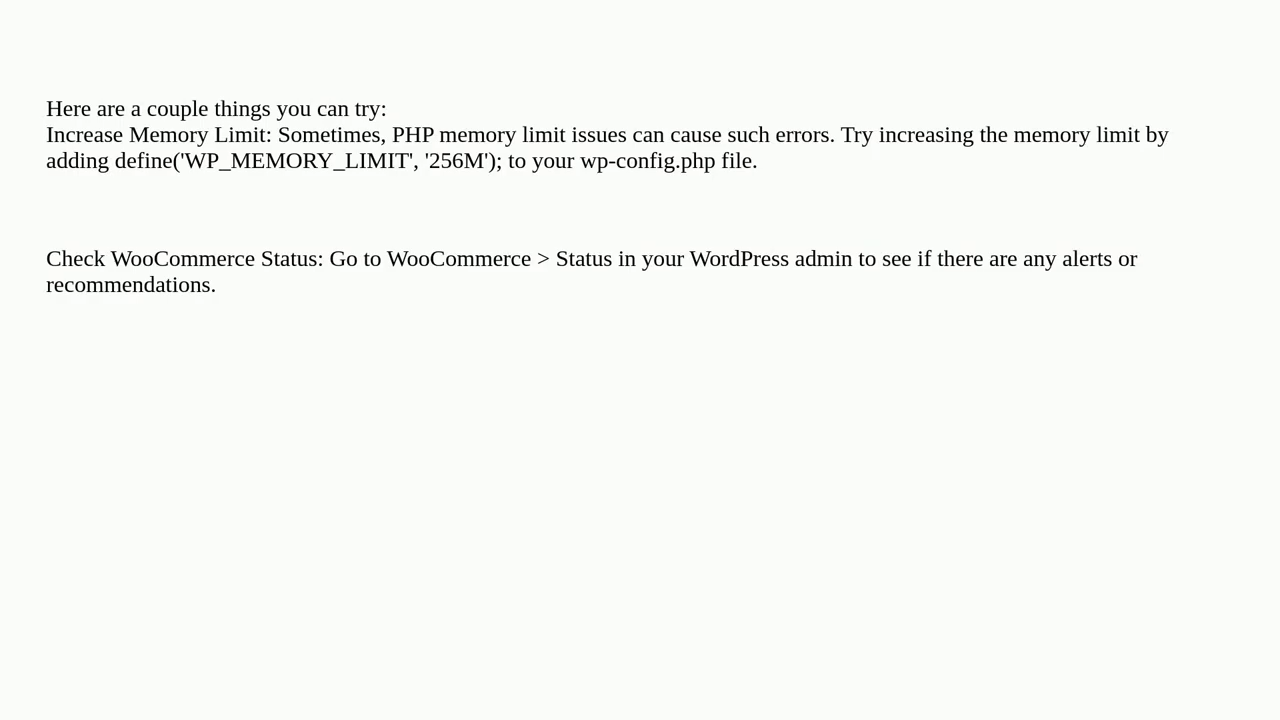 Here are a couple things you can try:
Increase Memory Limit: Sometimes, PHP memory limit issues can cause such errors. Try increasing the memory limit by
adding define('WP_MEMORY_LIMIT', '256M'); to your wp-config.php file.
Check WooCommerce Status: Go to WooCommerce > Status in your WordPress admin to see if there are any alerts or
recommendations.